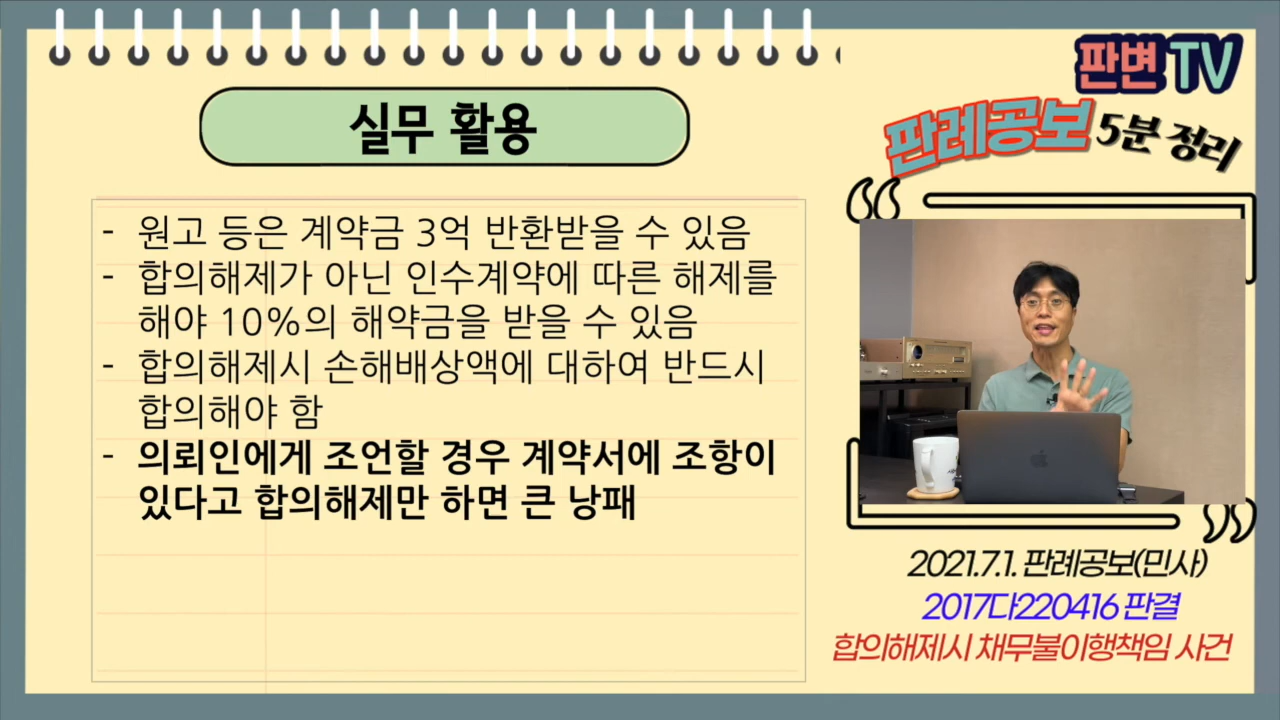 판변 TV
판례공보 5분 정리
실무 활용
- 원고 등은 계약금 3억 반환받을 수 있음
- 합의해제가 아닌 인수계약에 따른 해제를
해야 10%의 해약금을 받을 수 있음
- 합의해제시 손해배상액에 대하여 반드시
합의해야 함
- 의뢰인에게 조언할 경우 계약서에 조항이
있다고 합의해제만 하면 큰 낭패
2021.7.1. 판례공보(민사)
2017다220416 판결
합의해제시 채무불이행책임 사건